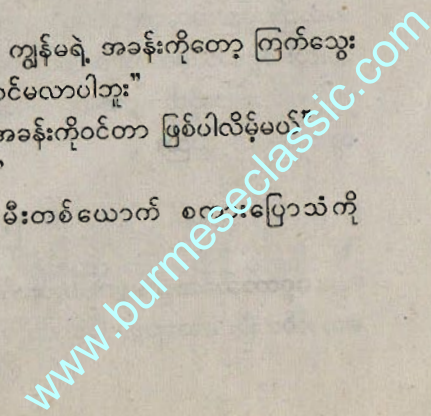 ကျွန်မရဲ့ အခန်းကိုတော့ ကြက်သွေး
ဝင်မလာပါဘူး”
အခန်းကိုဝင်တာ ဖြစ်ပါလိမ့်မယ်”
”
မီးတစ်ယောက် စကားပြောသံကို
www.burmeseclassic.com